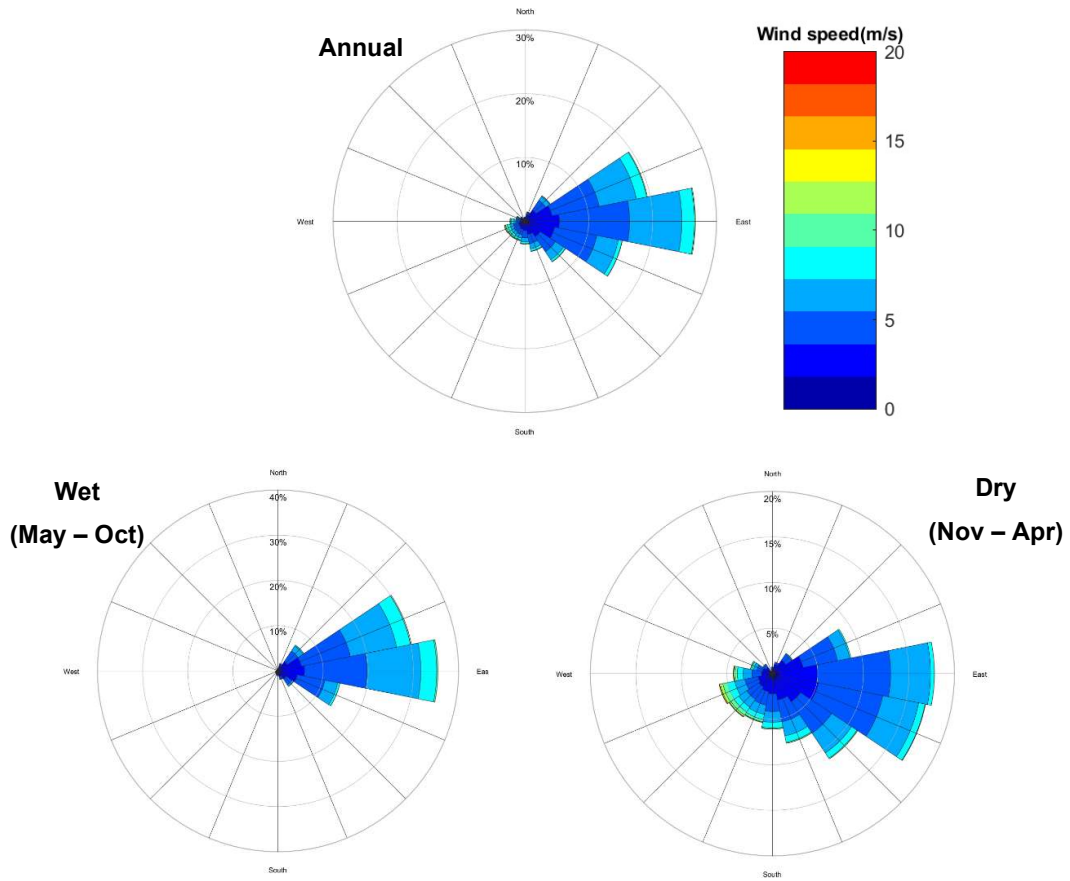 North
Annual
30%
20%
10%
West
East
South
Wind speed(m/s)
20
15
10
5
0
Wet
(May – Oct)
North
40%
30%
20%
10%
West
Eas
South
Dry
(Nov – Apr)
North
20%
15%
10%
5%
West
East
South